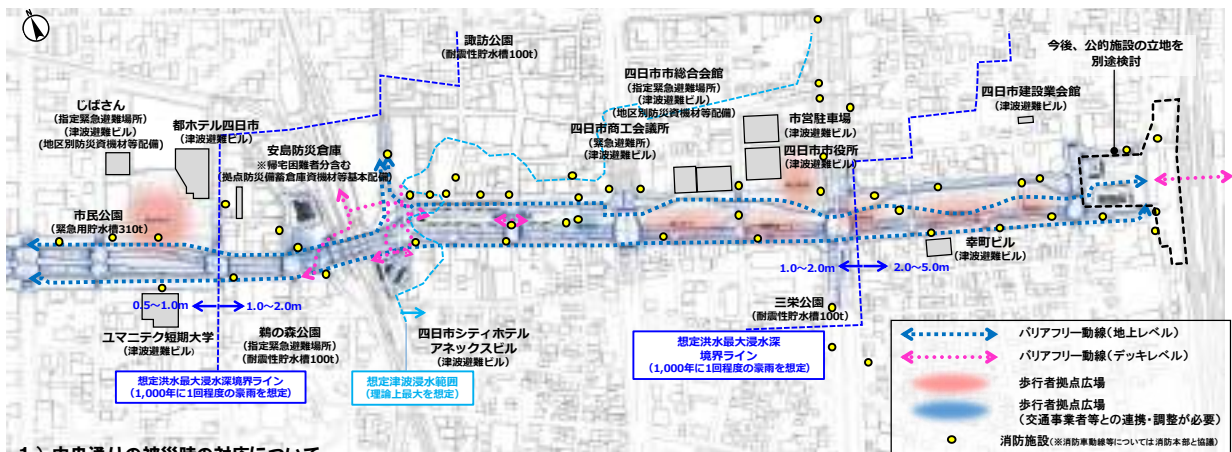 諏訪公園
(耐震性貯水槽100t)
今後、公的施設の立地を
別途検討
四日市市総合会館
(指定緊急避難場所)
(津波避難ビル)
(地区別防災資機材等配備)
四日市建設業会館
(津波避難ビル)
じばさん
(指定緊急避難場所)
(津波避難ビル)
(地区別防災資機材等配備)
都ホテル四日市
(津波避難ビル)
安島防災倉庫
※帰宅困難者分含む
(拠点防災備蓄倉庫資機材等基本配備)
四日市商工会議所
(緊急避難所)
(津波避難ビル)
市営駐車場
(津波避難ビル)
四日市市役所
(津波避難ビル)
市民公園
(緊急用貯水槽310t)
幸町ビル
(津波避難ビル)
0.5~1.0m
1.0~2.0m
1.0~2.0m
2.0~5.0m
ユマニテク短期大学
(津波避難ビル)
鵜の森公園
(指定緊急避難場所)
(耐震性貯水槽100t)
四日市シティホテル
アネックスビル
(津波避難ビル)
三栄公園
(耐震性貯水槽100t)
想定洪水最大浸水深境界ライン
(1,000年に1回程度の豪雨を想定)
想定津波浸水範囲
(理論上最大を想定)
想定洪水最大浸水深
境界ライン
(1,000年に1回程度の豪雨を想定)
バリアフリー動線(地上レベル)
バリアフリー動線(デッキレベル)
歩行者拠点広場
歩行者拠点広場
(交通事業者等との連携・調整が必要)
消防施設(※消防車動線等については消防本部と協議)
1)中央通りの被災時の対応について